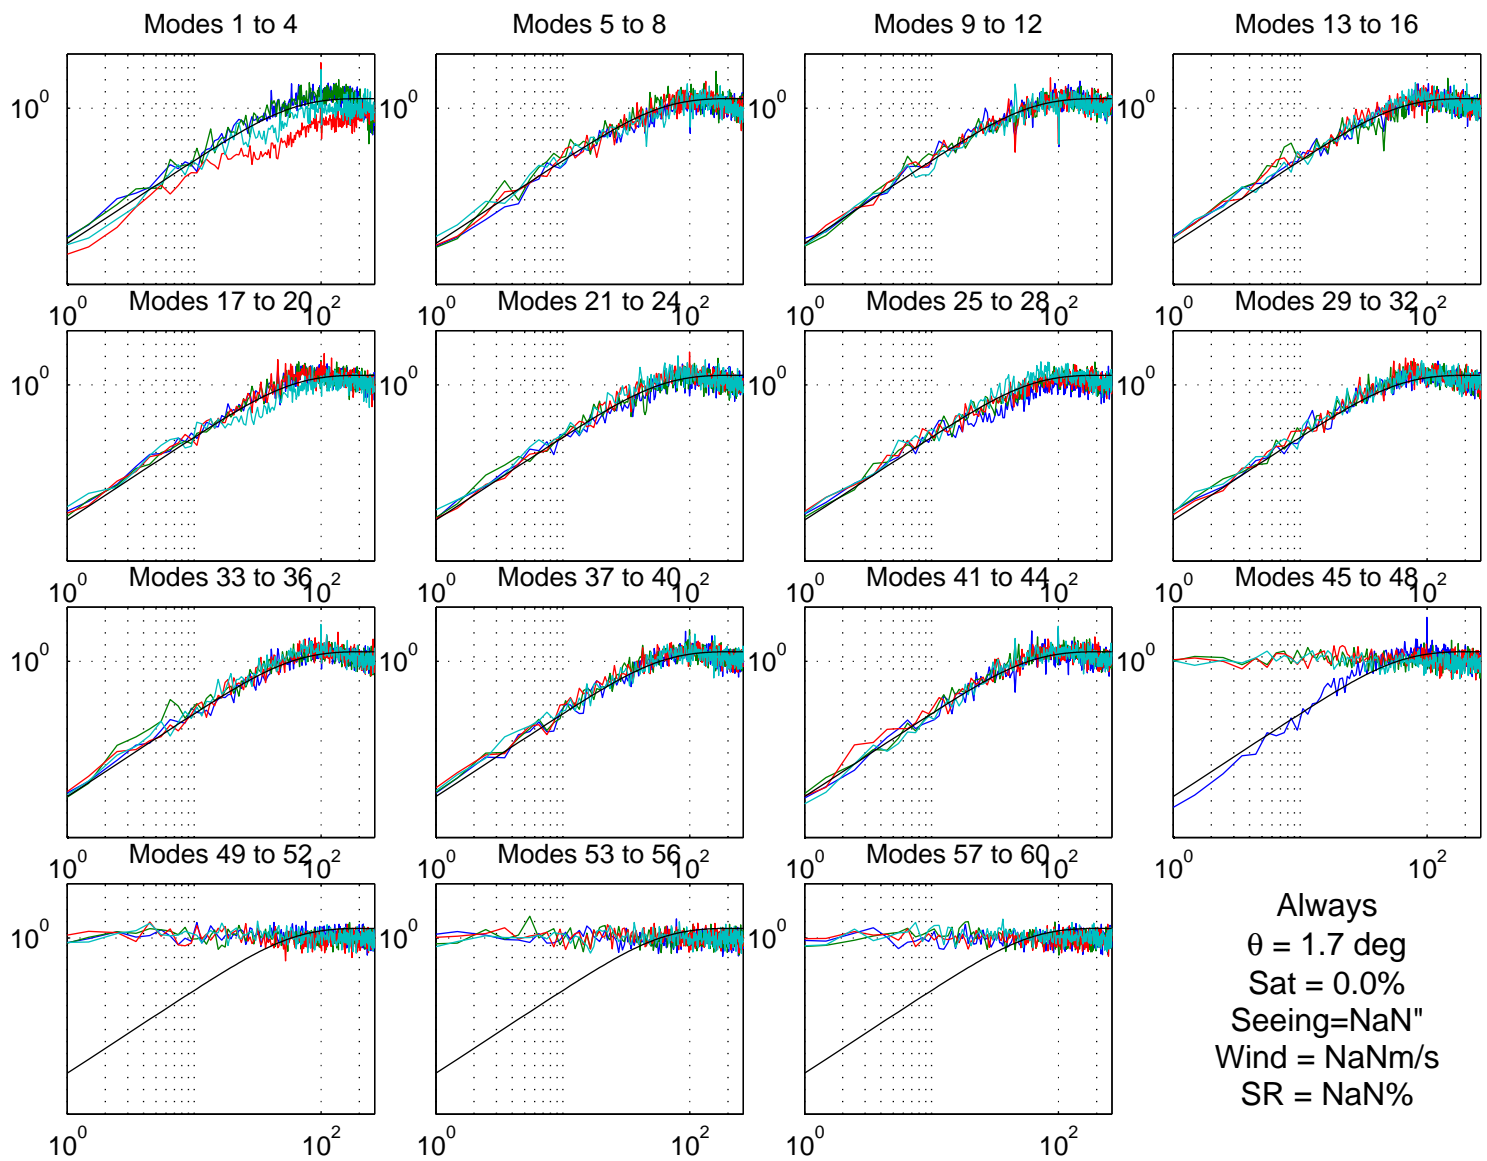 Modes 1 to 4
Modes 5 to 8
Modes 9 to 12
Modes 13 to 16
10⁰
10⁰
10⁰
10⁰
10⁰
10²
10⁰
10²
10⁰
10²
10⁰
10²
Modes 17 to 20
Modes 21 to 24
Modes 25 to 28
Modes 29 to 32
10⁰
10⁰
10⁰
10⁰
10⁰
10²
10⁰
10²
10⁰
10²
10⁰
10²
Modes 33 to 36
Modes 37 to 40
Modes 41 to 44
Modes 45 to 48
10⁰
10⁰
10⁰
10⁰
10⁰
10²
10⁰
10²
10⁰
10²
10⁰
10²
Modes 49 to 52
Modes 53 to 56
Modes 57 to 60
10⁰
10⁰
10⁰
10⁰
10²
10⁰
10²
10⁰
10²
Always
θ = 1.7 deg
Sat = 0.0%
Seeing=NaN"
Wind = NaNm/s
SR = NaN%